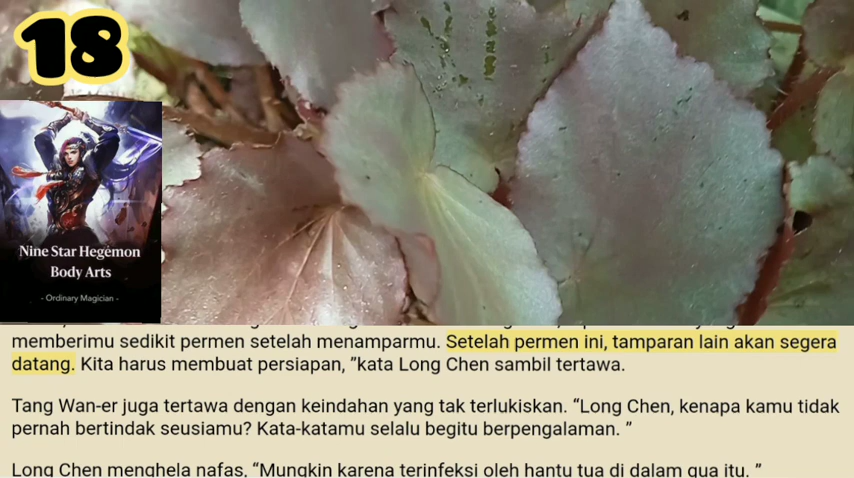 18
Nine Star Hegemon
Body Arts
- Ordinary Magician -
memberimu sedikit permen setelah menamparmu. Setelah permen ini, tamparan lain akan segera
datang. Kita harus membuat persiapan, ”kata Long Chen sambil tertawa.
Tang Wan-er juga tertawa dengan keindahan yang tak terlukiskan. “Long Chen, kenapa kamu tidak
pernah bertindak seusiamu? Kata-katamu selalu begitu berpengalaman. ”
Long Chen menghela nafas, “Mungkin karena terinfeksi oleh hantu tua di dalam gua itu. ”